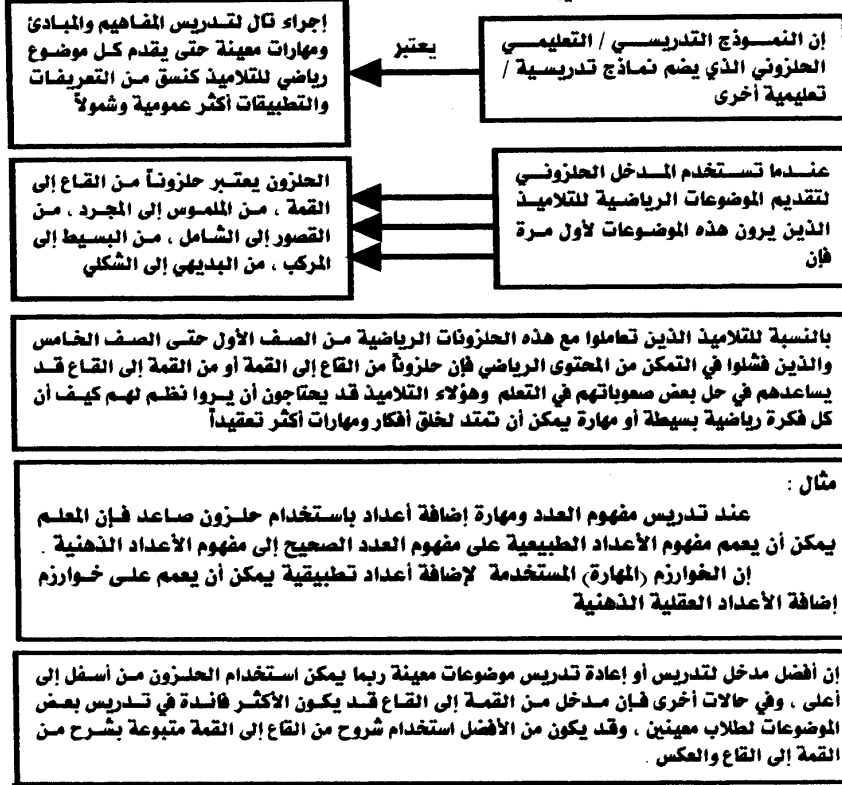 إن النموذج التدريسي / التعليمي
الحلزوني الذي يضم نماذج تدريسية /
تعليمية أخرى
يعتبر
إجراء تال لتدريس المفاهيم والمبادئ
ومهارات معينة حتى يقدم كل موضوع
رياضي للتلاميذ كنسق من التعريفات
والتطبيقات أكثر عمومية وشمولاً
عندما تستخدم المدخل الحلزوني
لتقديم الموضوعات الرياضية للتلاميذ
الذين يرون هذه الموضوعات لأول مرة
فإن
الحلزون يعتبر حلزوناً من القاع إلى
القمة ، من الملموس إلى المجرد ، من
القصور إلى الشامل ، من البسيط إلى
المركب ، من البديهي إلى الشكلي
بالنسبة للتلاميذ الذين تعاملوا مع هذه الحلزونات الرياضية من الصف الأول حتى الصف الخامس
والذين فشلوا في التمكن من المحتوى الرياضي فإن حلزوناً من القاع إلى القمة أو من القمة إلى القاع قد
يساعدهم في حل بعض صعوباتهم في التعلم وهؤلاء التلاميذ قد يحتاجون أن يروا نظم لهم كيف أن
كل فكرة رياضية بسيطة أو مهارة يمكن أن تمتد لخلق أفكار ومهارات أكثر تعقيداً
مثال :
عند تدريس مفهوم العدد ومهارة إضافة أعداد باستخدام حلزون صاعد فإن المعلم
يمكن أن يعمم مفهوم الأعداد الطبيعية على مفهوم العدد الصحيح إلى مفهوم الأعداد الذهنية .
إن الخوارزم (المهارة) المستخدمة لإضافة أعداد تطبيقية يمكن أن يعمم على خوارزم
إضافة الأعداد العقلية الذهنية
إن أفضل مدخل لتدريس أو إعادة تدريس موضوعات معينة ربما يمكن استخدام الحلزون من أسفل إلى
أعلى ، وفي حالات أخرى فإن مدخل من القمة إلى القاع قد يكون الأكثر فائدة في تدريس بعض
الموضوعات لطلاب معينين ، وقد يكون من الأفضل استخدام شروح من القاع إلى القمة متبوعة بشرح من
القمة إلى القاع والعكس .